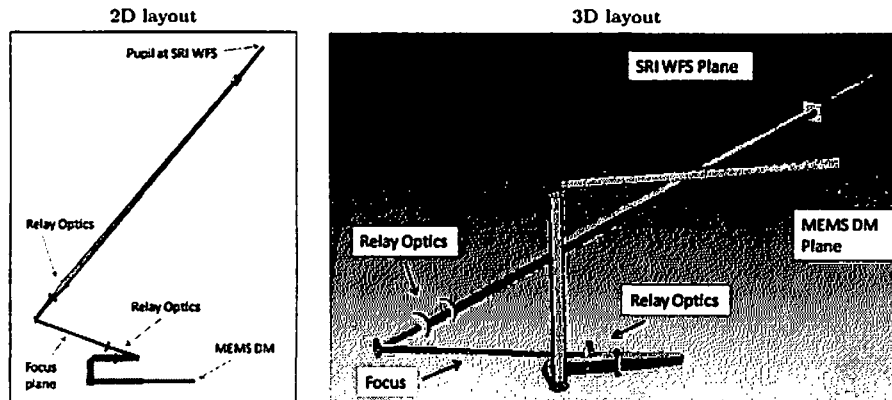 2D layout
Pupil at SRI WFS
Relay Optics
Relay Optics
Focus
plane
MEMS DM
3D layout
SRI WFS Plane
MEMS DM
Plane
Relay Optics
Relay Optics
Focus